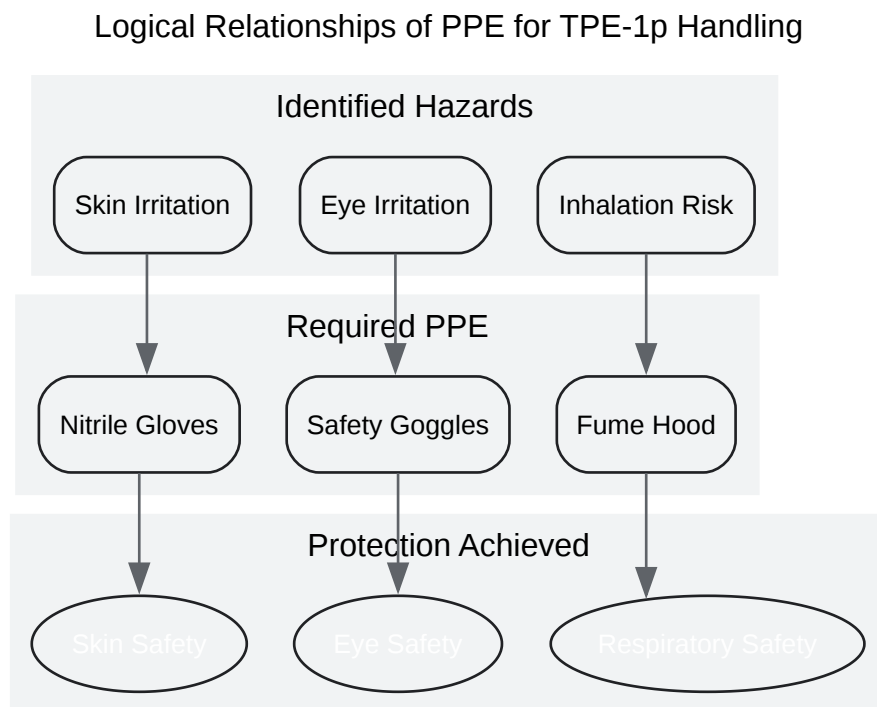 Logical Relationships of PPE for TPE-1p Handling
Identified Hazards
Skin Irritation
Eye Irritation
Inhalation Risk
Required PPE
Nitrile Gloves
Safety Goggles
Fume Hood
Protection Achieved
Skin Safety
Eye Safety
Respiratory Safety